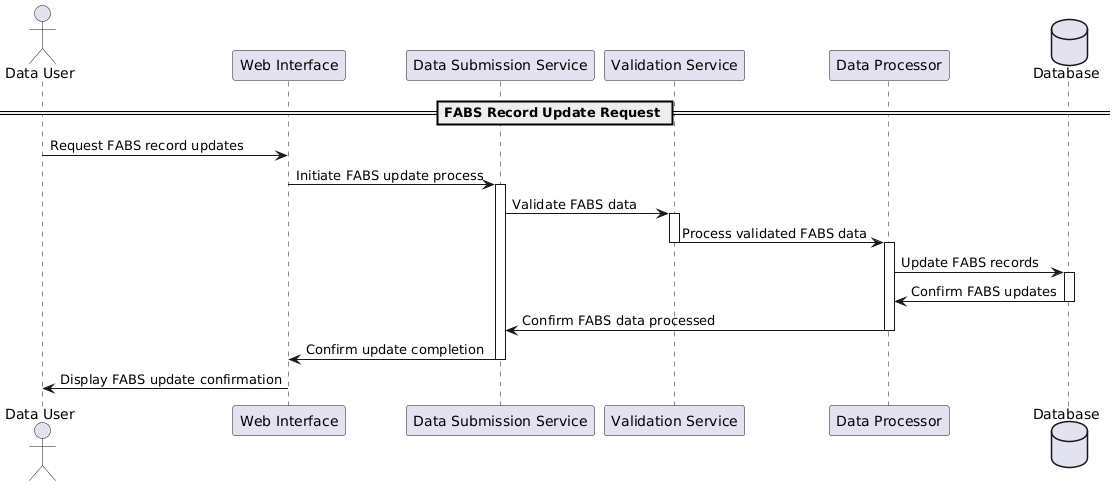 Data User
Web Interface
Data Submission Service
Validation Service
Data Processor
Database
FABS Record Update Request
Request FABS record updates
Initiate FABS update process
Validate FABS data
Process validated FABS data
Update FABS records
Confirm FABS updates
Confirm FABS data processed
Confirm update completion
Display FABS update confirmation
Data User
Web Interface
Data Submission Service
Validation Service
Data Processor
Database